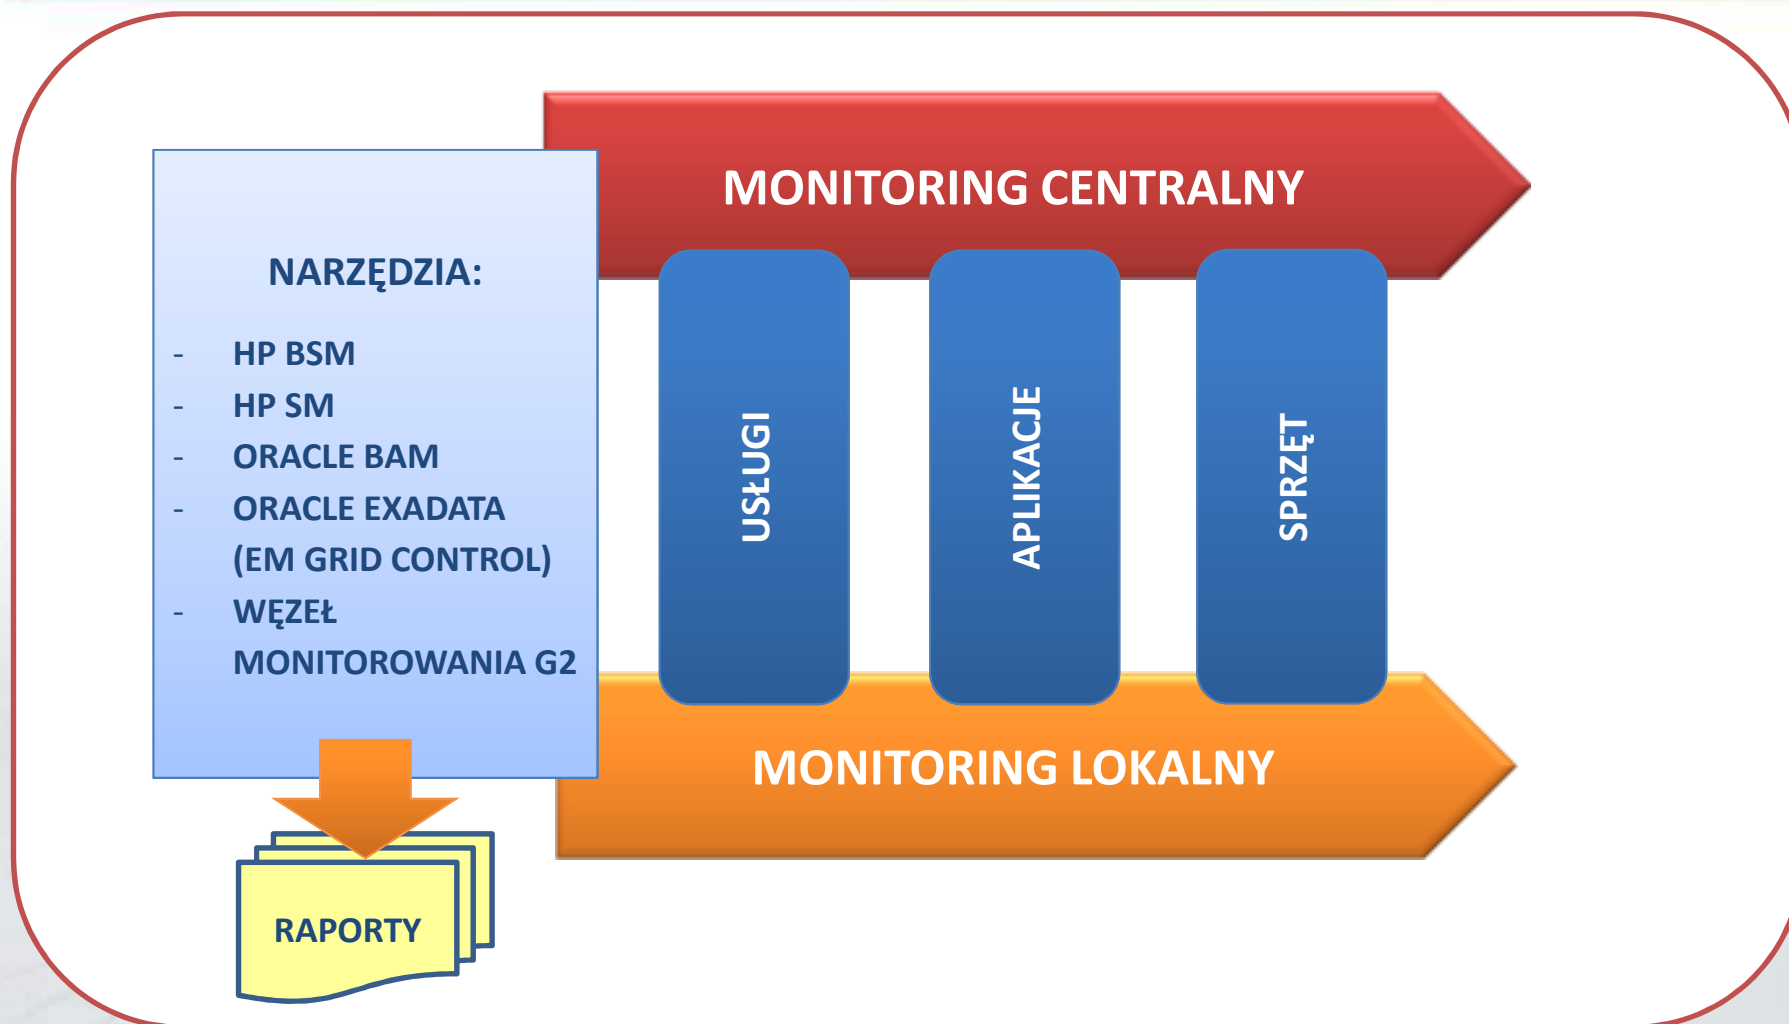 MONITORING CENTRALNY
NARZĘDZIA:
- HP BSM
- HP SM
- ORACLE BAM
- ORACLE EXADATA
(EM GRID CONTROL)
- WĘZEŁ
MONITOROWANIA G2
USŁUGI
APLIKACJE
SPRZĘT
MONITORING LOKALNY
RAPORTY